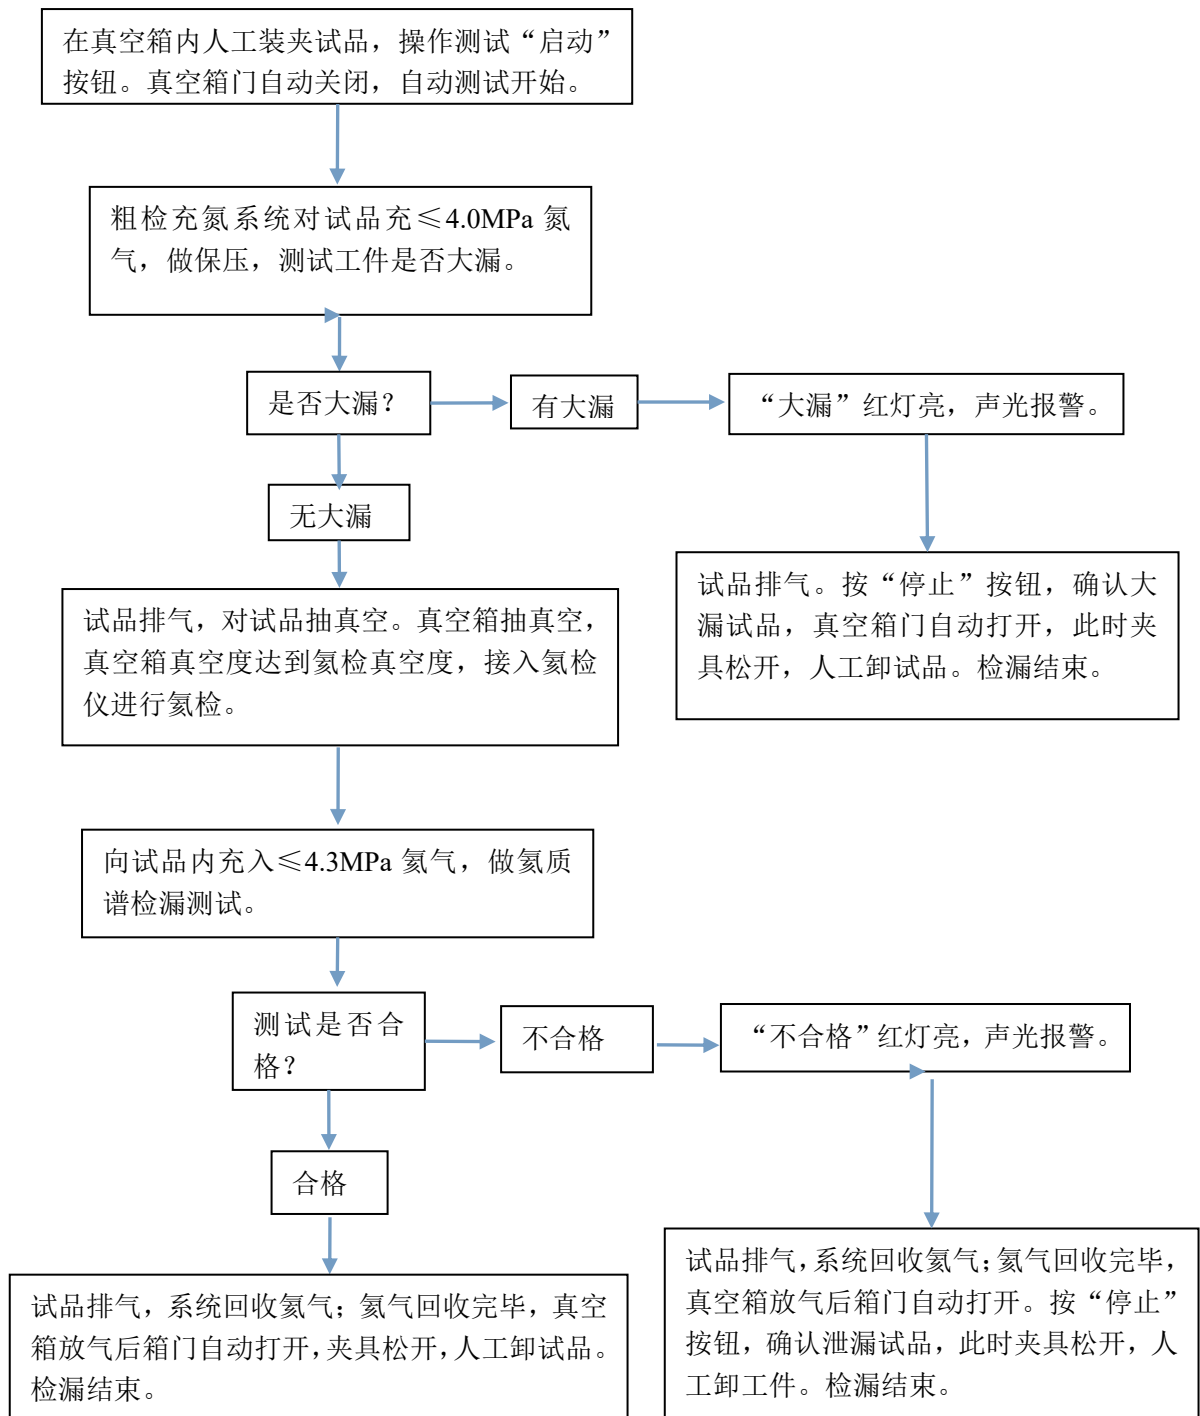 在真空箱内人工装夹试品，操作测试“启动”
按钮。真空箱门自动关闭，自动测试开始。
粗检充氮系统对试品充≤4.0MPa 氮
气，做保压，测试工件是否大漏。
是否大漏？
有大漏
“大漏”红灯亮，声光报警。
无大漏
试品排气。按“停止”按钮，确认大
漏试品，真空箱门自动打开，此时夹
具松开，人工卸试品。检漏结束。
试品排气，对试品抽真空。真空箱抽真空，
真空箱真空度达到氦检真空度，接入氦检
仪进行氦检。
向试品内充入≤4.3MPa 氦气，做氦质
谱检漏测试。
测试是否合
格？
不合格
“不合格”红灯亮，声光报警。
合格
试品排气，系统回收氦气；氦气回收完毕，真空
箱放气后箱门自动打开，夹具松开，人工卸试品。
检漏结束。
试品排气，系统回收氦气；氦气回收完毕，
真空箱放气后箱门自动打开。按“停止”
按钮，确认泄漏试品，此时夹具松开，人
工卸工件。检漏结束。